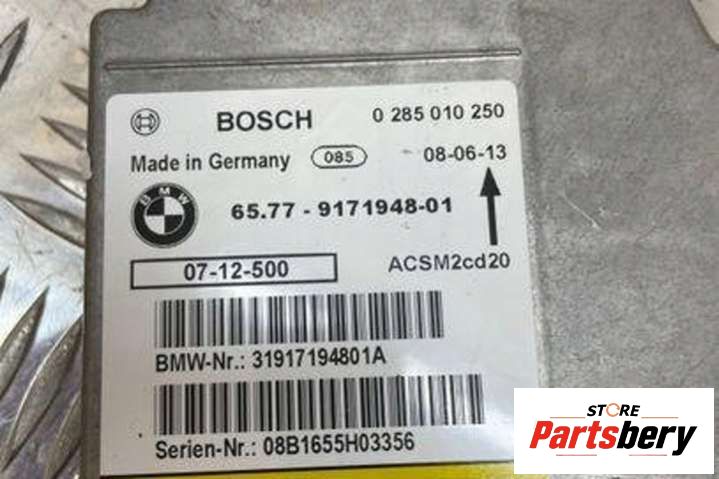 BOSCH 0 285 010 250
Made in Germany 085 08-06-13
BMW 65.77 - 9171948-01
07-12-500 ACSM2cd20
BMW-Nr.: 31917194801A
Serien-Nr.: 08B1655H03356
STORE
Partsbery